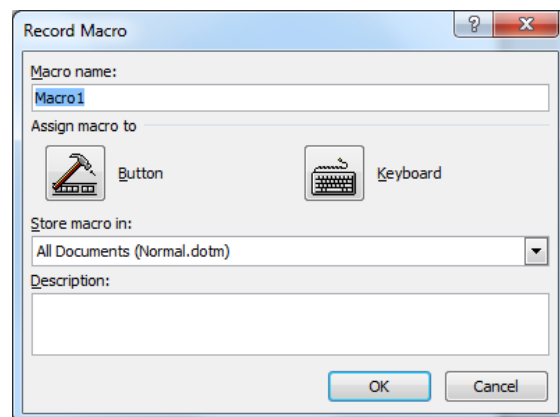 Record Macro
Macro name:
Macro1
Assign macro to
Button
Keyboard
Store macro in:
All Documents (Normal.dotm)
Description:
OK
Cancel